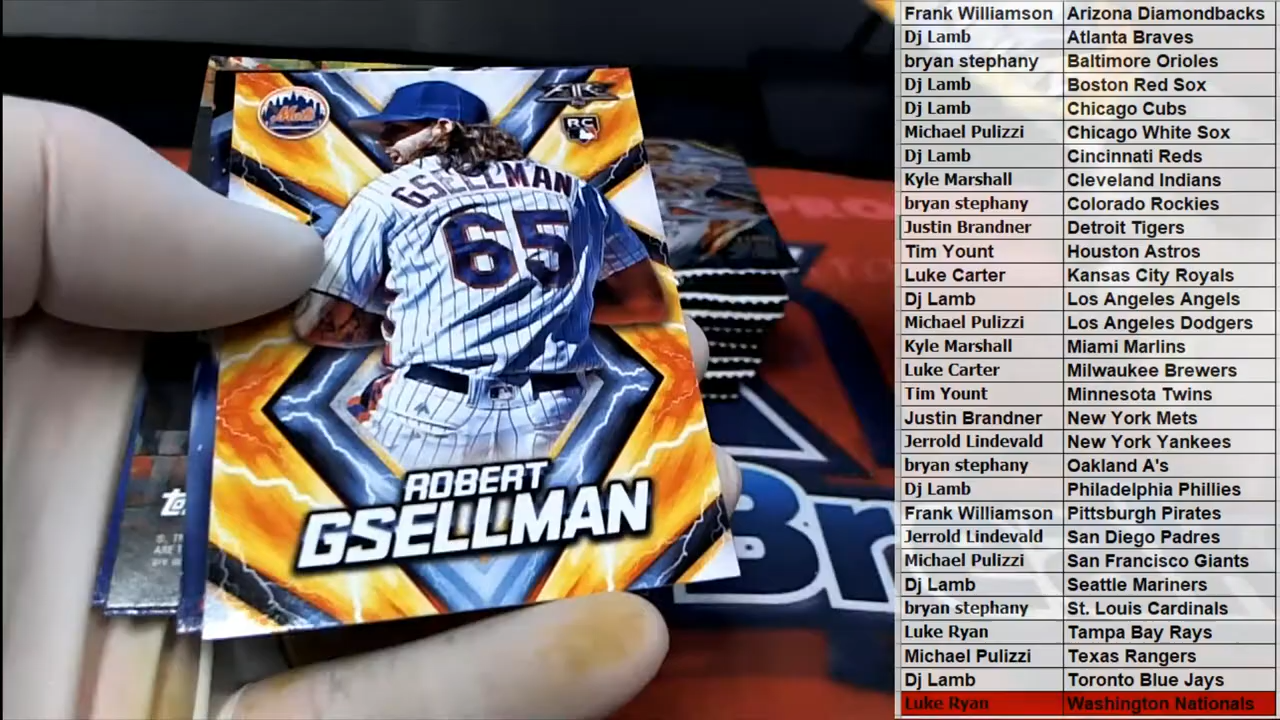 Mets
FIRE
RC
GSELLMAN
65
ROBERT
GSELLMAN
Br
Frank Williamson Arizona Diamondbacks
Dj Lamb Atlanta Braves
bryan stephany Baltimore Orioles
Dj Lamb Boston Red Sox
Dj Lamb Chicago Cubs
Michael Pulizzi Chicago White Sox
Dj Lamb Cincinnati Reds
Kyle Marshall Cleveland Indians
bryan stephany Colorado Rockies
Justin Brandner Detroit Tigers
Tim Yount Houston Astros
Luke Carter Kansas City Royals
Dj Lamb Los Angeles Angels
Michael Pulizzi Los Angeles Dodgers
Kyle Marshall Miami Marlins
Luke Carter Milwaukee Brewers
Tim Yount Minnesota Twins
Justin Brandner New York Mets
Jerrold Lindevald New York Yankees
bryan stephany Oakland A's
Dj Lamb Philadelphia Phillies
Frank Williamson Pittsburgh Pirates
Jerrold Lindevald San Diego Padres
Michael Pulizzi San Francisco Giants
Dj Lamb Seattle Mariners
bryan stephany St. Louis Cardinals
Luke Ryan Tampa Bay Rays
Michael Pulizzi Texas Rangers
Dj Lamb Toronto Blue Jays
Luke Ryan Washington Nationals